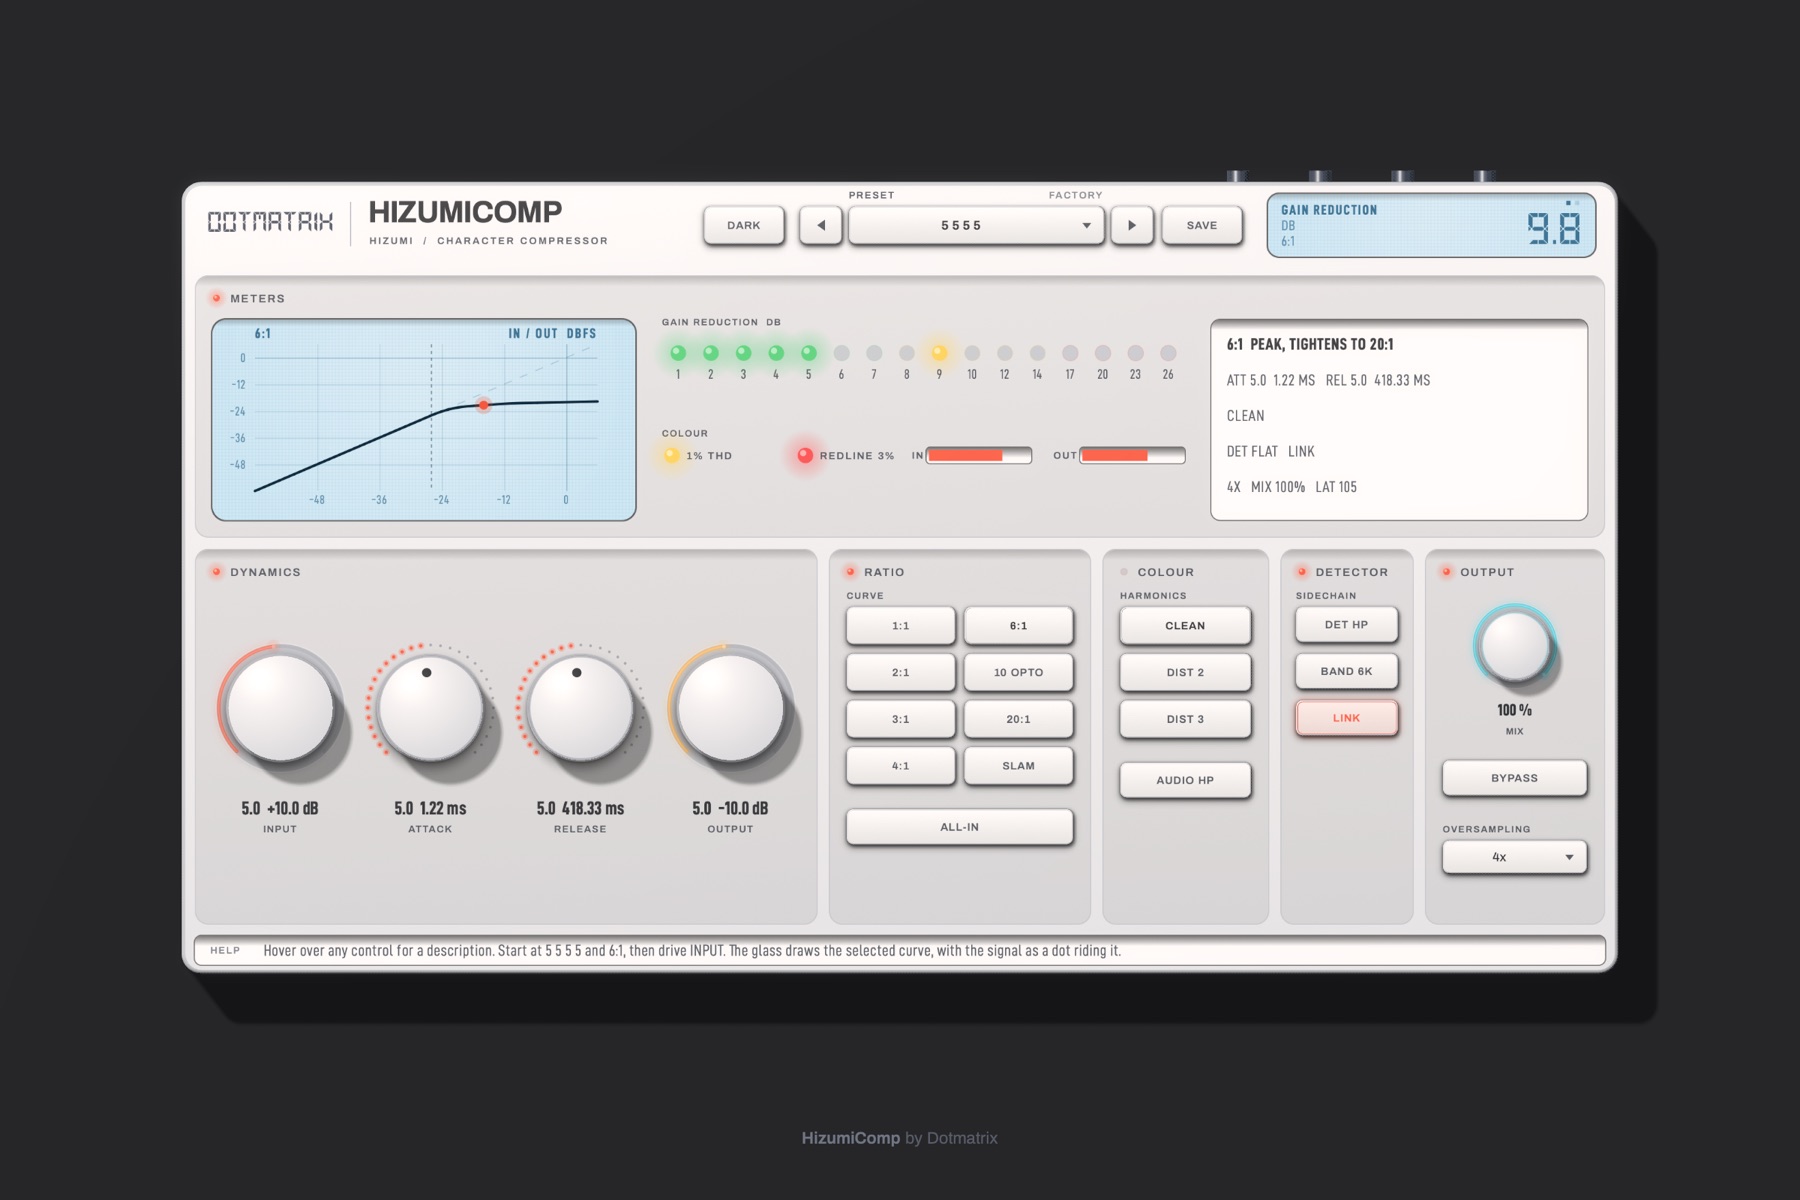 DOTMATRIX
HIZUMICOMP
HIZUMI / CHARACTER COMPRESSOR
DARK
PRESET
FACTORY
5 5 5 5
SAVE
GAIN REDUCTION
DB
6:1
9.8
METERS
6:1
IN / OUT DBFS
0
-12
-24
-36
-48
-48 -36 -24 -12 0
GAIN REDUCTION DB
1 2 3 4 5 6 7 8 9 10 12 14 17 20 23 26
COLOUR
1% THD
REDLINE 3%
IN
OUT
6:1 PEAK, TIGHTENS TO 20:1
ATT 5.0 1.22 MS REL 5.0 418.33 MS
CLEAN
DET FLAT LINK
4X MIX 100% LAT 105
DYNAMICS
5.0 +10.0 dB
INPUT
5.0 1.22 ms
ATTACK
5.0 418.33 ms
RELEASE
5.0 -10.0 dB
OUTPUT
RATIO
CURVE
1:1
6:1
2:1
10 OPTO
3:1
20:1
4:1
SLAM
ALL-IN
COLOUR
HARMONICS
CLEAN
DIST 2
DIST 3
AUDIO HP
DETECTOR
SIDECHAIN
DET HP
BAND 6K
LINK
OUTPUT
100 %
MIX
BYPASS
OVERSAMPLING
4x
HELP
Hover over any control for a description. Start at 5 5 5 5 and 6:1, then drive INPUT. The glass draws the selected curve, with the signal as a dot riding it.
HizumiComp by Dotmatrix